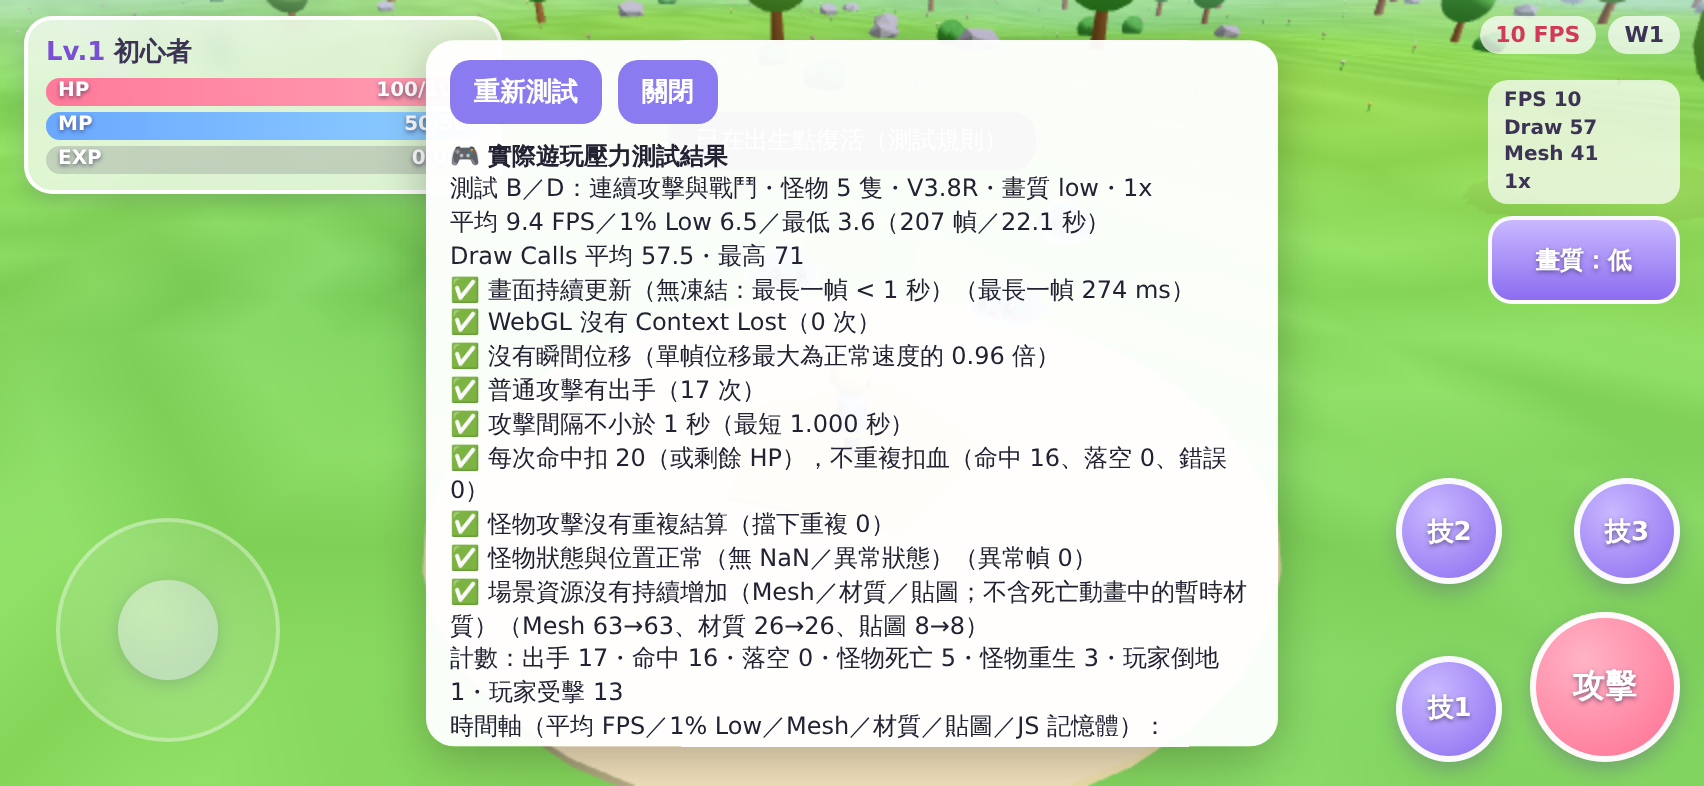 Lv.1 初心者
HP 100/
MP 50
EXP 0
10 FPS
W1
FPS 10
Draw 57
Mesh 41
1x
畫質：低
重新測試
關閉
已在出生點復活（測試規則）
🎮 實際遊玩壓力測試結果
測試 B／D：連續攻擊與戰鬥・怪物 5 隻・V3.8R・畫質 low・1x
平均 9.4 FPS／1% Low 6.5／最低 3.6（207 幀／22.1 秒）
Draw Calls 平均 57.5・最高 71
✅ 畫面持續更新（無凍結：最長一幀 < 1 秒）（最長一幀 274 ms）
✅ WebGL 沒有 Context Lost（0 次）
✅ 沒有瞬間位移（單幀位移最大為正常速度的 0.96 倍）
✅ 普通攻擊有出手（17 次）
✅ 攻擊間隔不小於 1 秒（最短 1.000 秒）
✅ 每次命中扣 20（或剩餘 HP），不重複扣血（命中 16、落空 0、錯誤
0）
✅ 怪物攻擊沒有重複結算（擋下重複 0）
✅ 怪物狀態與位置正常（無 NaN／異常狀態）（異常幀 0）
✅ 場景資源沒有持續增加（Mesh／材質／貼圖；不含死亡動畫中的暫時材
質）（Mesh 63→63、材質 26→26、貼圖 8→8）
計數：出手 17・命中 16・落空 0・怪物死亡 5・怪物重生 3・玩家倒地
1・玩家受擊 13
時間軸（平均 FPS／1% Low／Mesh／材質／貼圖／JS 記憶體）：
技2
技3
技1
攻擊